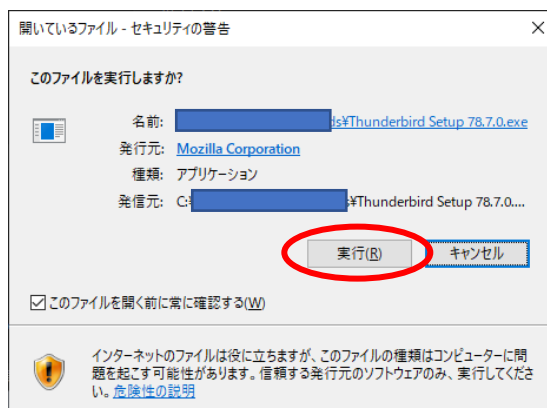 開いているファイル - セキュリティの警告
このファイルを実行しますか?
名前: ds¥Thunderbird Setup 78.7.0.exe
発行元: Mozilla Corporation
種類: アプリケーション
発信元: C:¥ ¥Thunderbird Setup 78.7.0....
実行(R) キャンセル
このファイルを開く前に常に確認する(W)
インターネットのファイルは役に立ちますが、このファイルの種類はコンピューターに問
題を起こす可能性があります。信頼する発行元のソフトウェアのみ、実行してくださ
い。危険性の説明